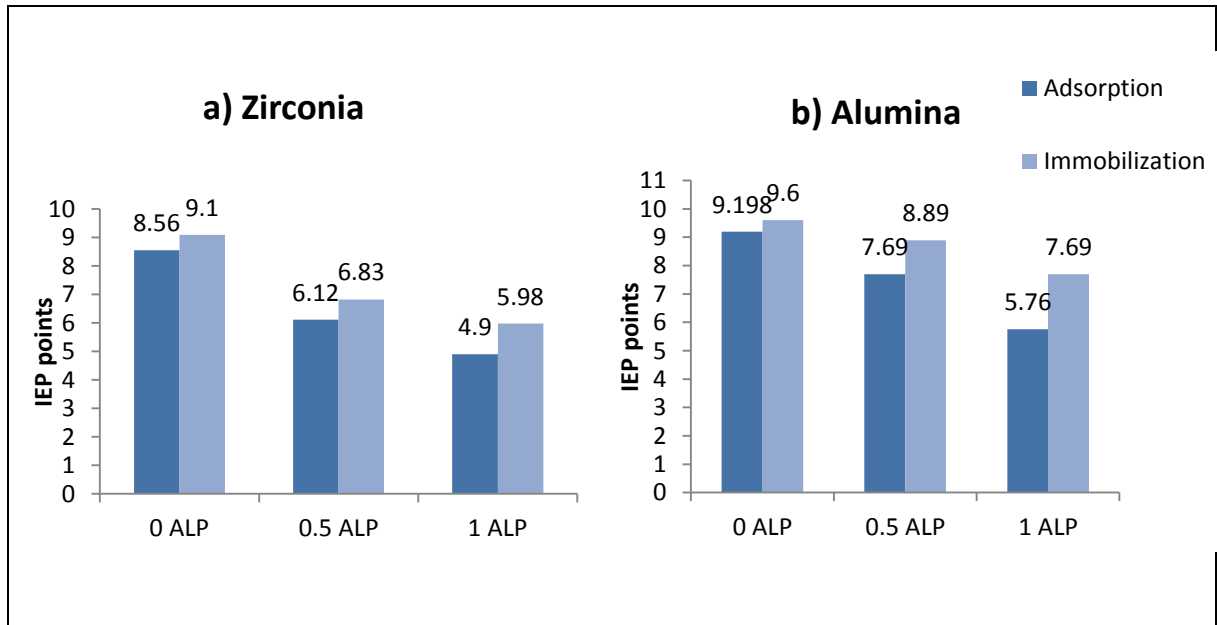 a) Zirconia
IEP points
10
9
8
7
6
5
4
3
2
1
0
8.56
9.1
6.12
6.83
4.9
5.98
0 ALP
0.5 ALP
1 ALP
b) Alumina
Adsorption
Immobilization
IEP points
11
10
9
8
7
6
5
4
3
2
1
0
9.198
9.6
7.69
8.89
5.76
7.69
0 ALP
0.5 ALP
1 ALP